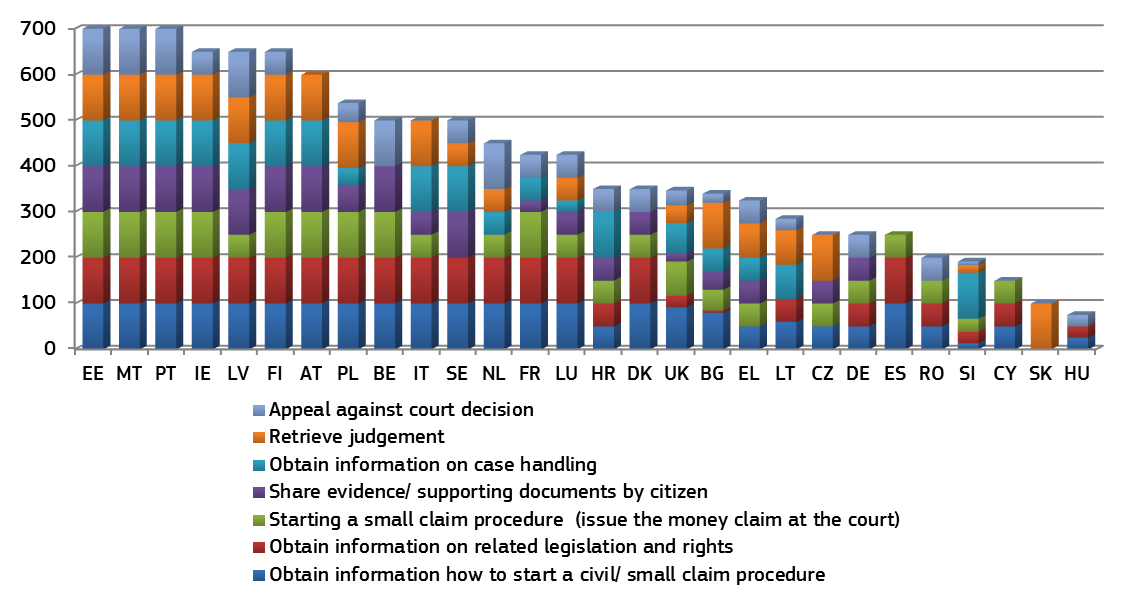 700
600
500
400
300
200
100
0
EE MT PT IE LV FI AT PL BE IT SE NL FR LU HR DK UK BG EL LT CZ DE ES RO SI CY SK HU
Appeal against court decision
Retrieve judgement
Obtain information on case handling
Share evidence/ supporting documents by citizen
Starting a small claim procedure  (issue the money claim at the court)
Obtain information on related legislation and rights
Obtain information how to start a civil/ small claim procedure